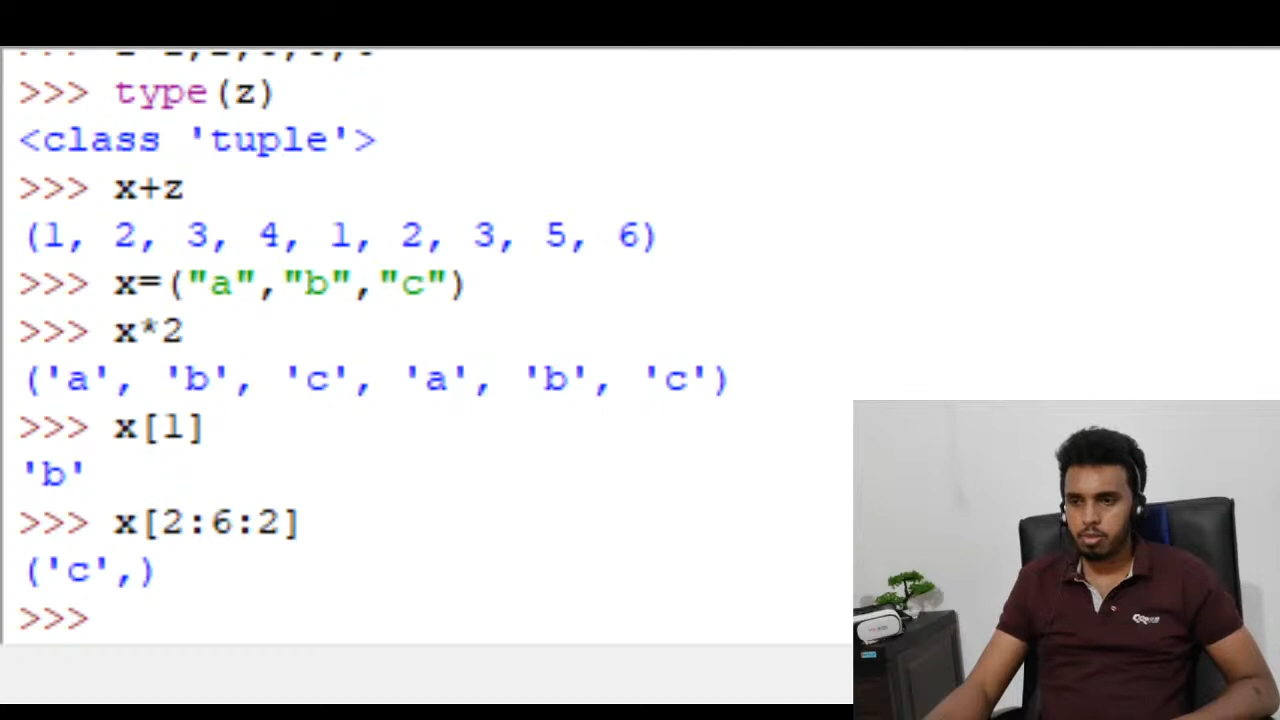 >>> type(z)
<class 'tuple'>
>>> x+z
(1, 2, 3, 4, 1, 2, 3, 5, 6)
>>> x=("a","b","c")
>>> x*2
('a', 'b', 'c', 'a', 'b', 'c')
>>> x[1]
'b'
>>> x[2:6:2]
('c',)
>>>